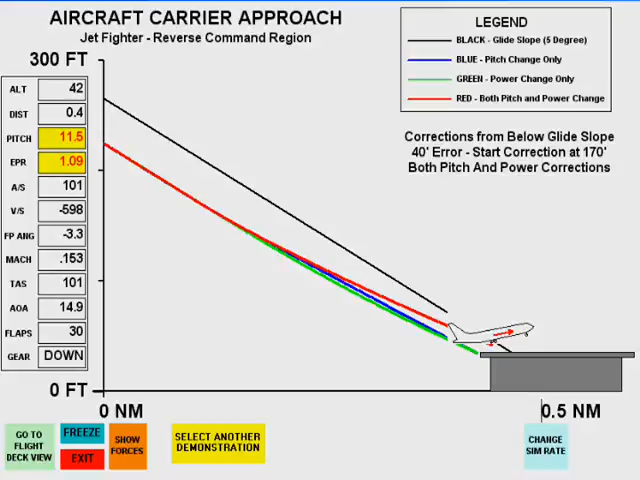 AIRCRAFT CARRIER APPROACH
Jet Fighter - Reverse Command Region
LEGEND
BLACK - Glide Slope (5 Degree)
BLUE - Pitch Change Only
GREEN - Power Change Only
RED - Both Pitch and Power Change
Corrections from Below Glide Slope
40' Error - Start Correction at 170'
Both Pitch And Power Corrections
300 FT
ALT 42
DIST 0.4
PITCH 11.5
EPR 1.09
A/S 101
V/S -598
FP ANG -3.3
MACH .153
TAS 101
AOA 14.9
FLAPS 30
GEAR DOWN
0 FT
0 NM
0.5 NM
GO TO
FLIGHT
DECK VIEW
FREEZE
EXIT
SHOW
FORCES
SELECT ANOTHER
DEMONSTRATION
CHANGE
SIM RATE